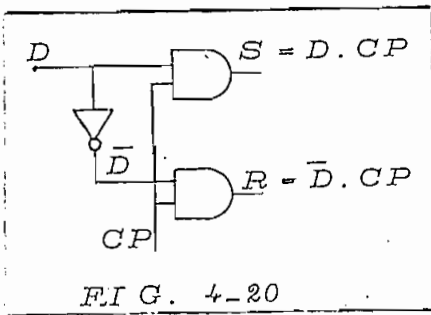 D
S = D . CP
D̅
R = D̅ . CP
CP
FIG. 4-20